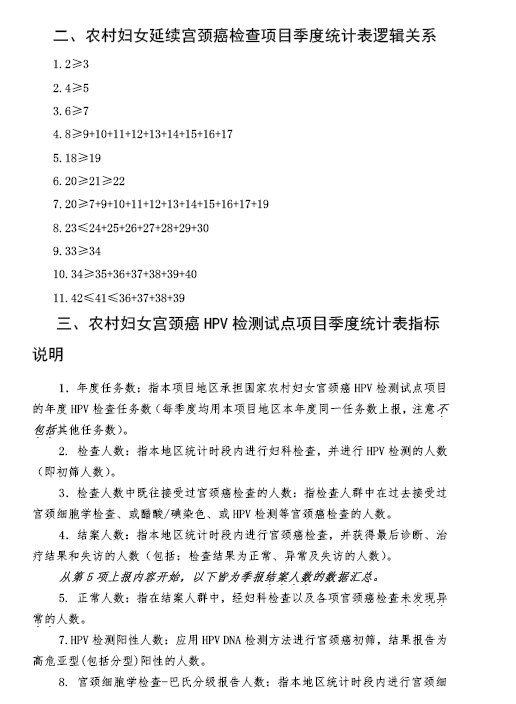 二、农村妇女延续宫颈癌检查项目季度统计表逻辑关系
1.2≥3
2.4≥5
3.6≥7
4.8≥9+10+11+12+13+14+15+16+17
5.18≥19
6.20≥21≥22
7.20≥7+9+10+11+12+13+14+15+16+17+19
8.23≤24+25+26+27+28+29+30
9.33≥34
10.34≥35+36+37+38+39+40
11.42≤41≤36+37+38+39
三、农村妇女宫颈癌 HPV 检测试点项目季度统计表指标
说明
1. 年度任务数：指本项目地区承担国家农村妇女宫颈癌 HPV 检测试点项目
的年度 HPV 检查任务数（每季度均用本项目地区本年度同一任务数上报，注意不
包括其他任务数）。
2. 检查人数：指本地区统计时段内进行妇科检查，并进行 HPV 检测的人数
（即初筛人数）。
3. 检查人数中既往接受过宫颈癌检查的人数：指检查人群中在过去接受过
宫颈细胞学检查、或醋酸/碘染色、或 HPV 检测等宫颈癌检查的人数。
4. 结案人数：指本地区统计时段内进行宫颈癌检查，并获得最后诊断、治
疗结果和失访的人数（包括：检查结果为正常、异常及失访的人数）。
从第 5 项上报内容开始，以下皆为季报结案人数的数据汇总。
5. 正常人数：指在结案人群中，经妇科检查以及各项宫颈癌检查未发现异
常的人数。
7.HPV 检测阳性人数：应用 HPV DNA 检测方法进行宫颈癌初筛，结果报告为
高危亚型(包括分型)阳性的人数。
8. 宫颈细胞学检查-巴氏分级报告人数：指本地区统计时段内进行宫颈细